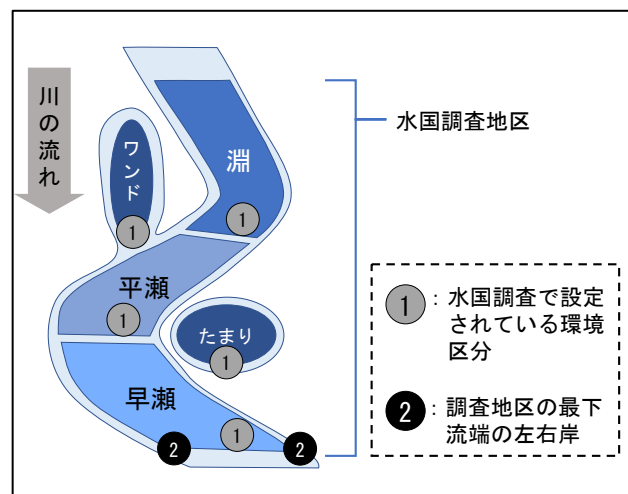 川の流れ
ワンド
淵
水国調査地区
1
1
平瀬
1
たまり
1
早瀬
1
2
2
1：水国調査で設定
されている環境
区分
2：調査地区の最下
流端の左右岸